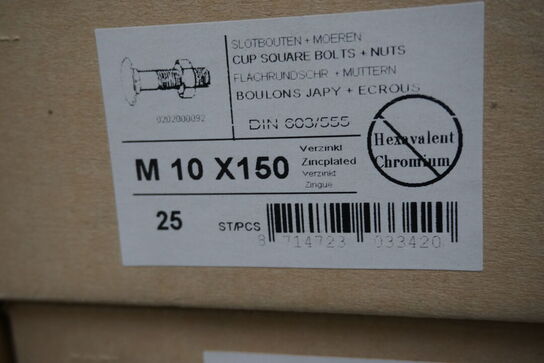 SLOTBOUTEN + MOEREN
CUP SQUARE BOLTS + NUTS
FLACHRUNDSCHR + MUTTERN
BOULONS JAPY + ECROUS
0202000092
DIN 603/555
Hexavalent
Chromium
M 10 X150
Verzinkt
Zincplated
Verzinkt
Zingue
25
ST/PCS
8 714723 033420